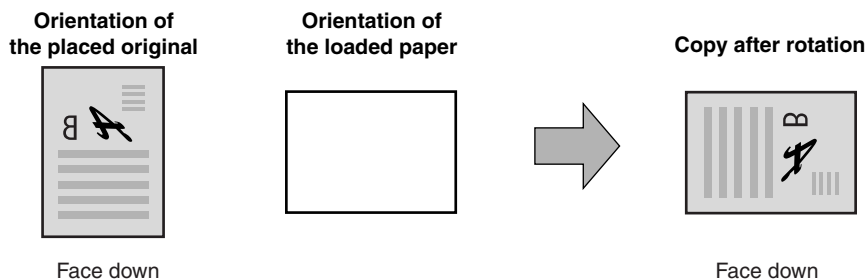 Orientation of
the placed original
Orientation of
the loaded paper
Copy after rotation
B A
B
A
Face down
Face down